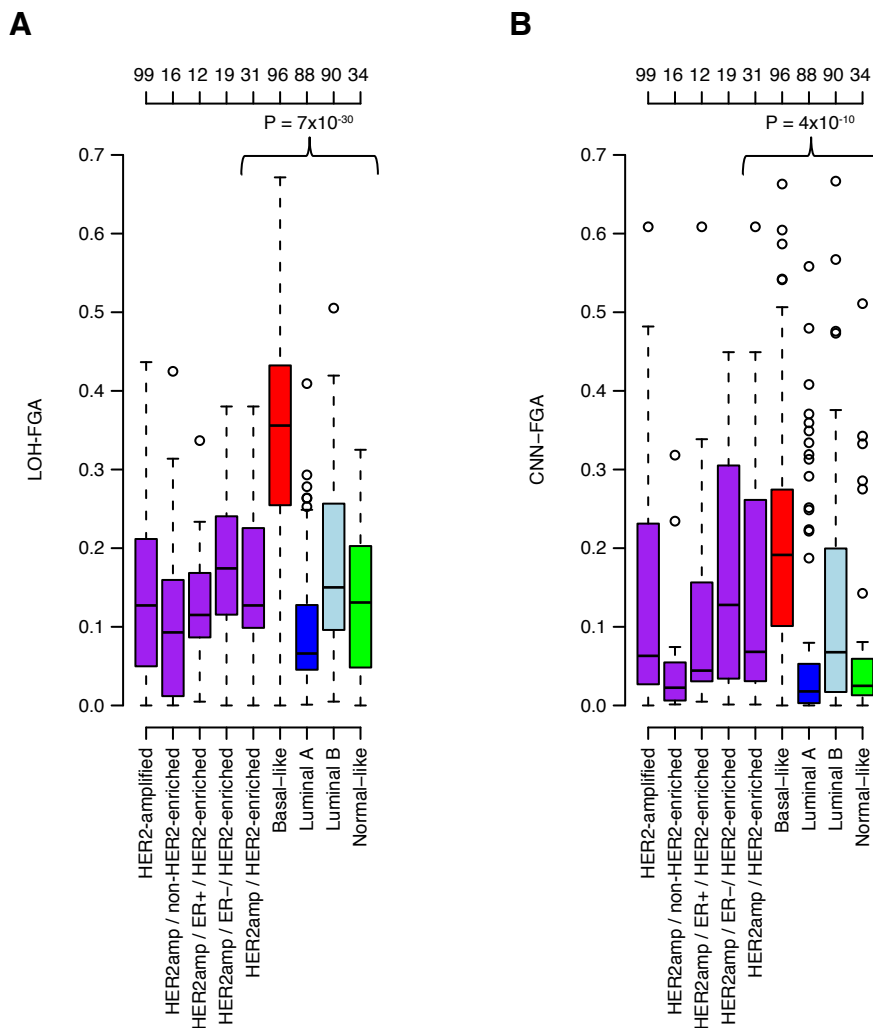 A
99 16 12 19 31 96 88 90 34
P = 7x10⁻³⁰
0.7
0.6
0.5
0.4
0.3
0.2
0.1
0.0
LOH-FGA
HER2-amplified
HER2amp / non-HER2-enriched
HER2amp / ER+ / HER2-enriched
HER2amp / ER−/ HER2-enriched
HER2amp / HER2-enriched
Basal−like
Luminal A
Luminal B
Normal−like
B
99 16 12 19 31 96 88 90 34
P = 4x10⁻¹⁰
0.7
0.6
0.5
0.4
0.3
0.2
0.1
0.0
CNN−FGA
HER2-amplified
HER2amp / non-HER2-enriched
HER2amp / ER+ / HER2-enriched
HER2amp / ER−/ HER2-enriched
HER2amp / HER2-enriched
Basal−like
Luminal A
Luminal B
Normal−like